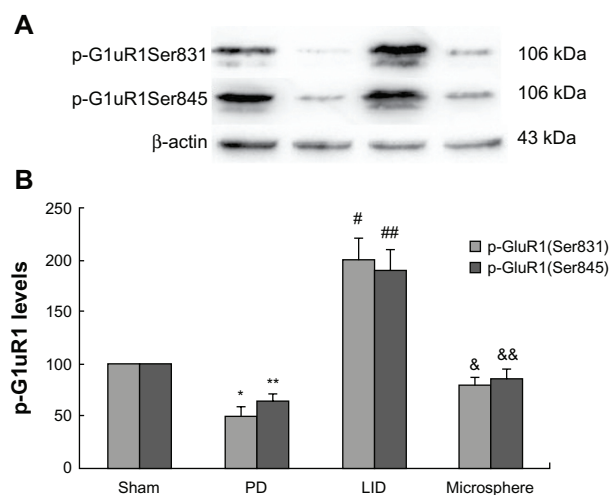 A
p-G1uR1Ser831 106 kDa
p-G1uR1Ser845 106 kDa
β-actin 43 kDa
B
p-G1uR1 levels
250
200
150
100
50
0
# ##
* **
& &&
p-GluR1(Ser831)
p-GluR1(Ser845)
Sham PD LID Microsphere